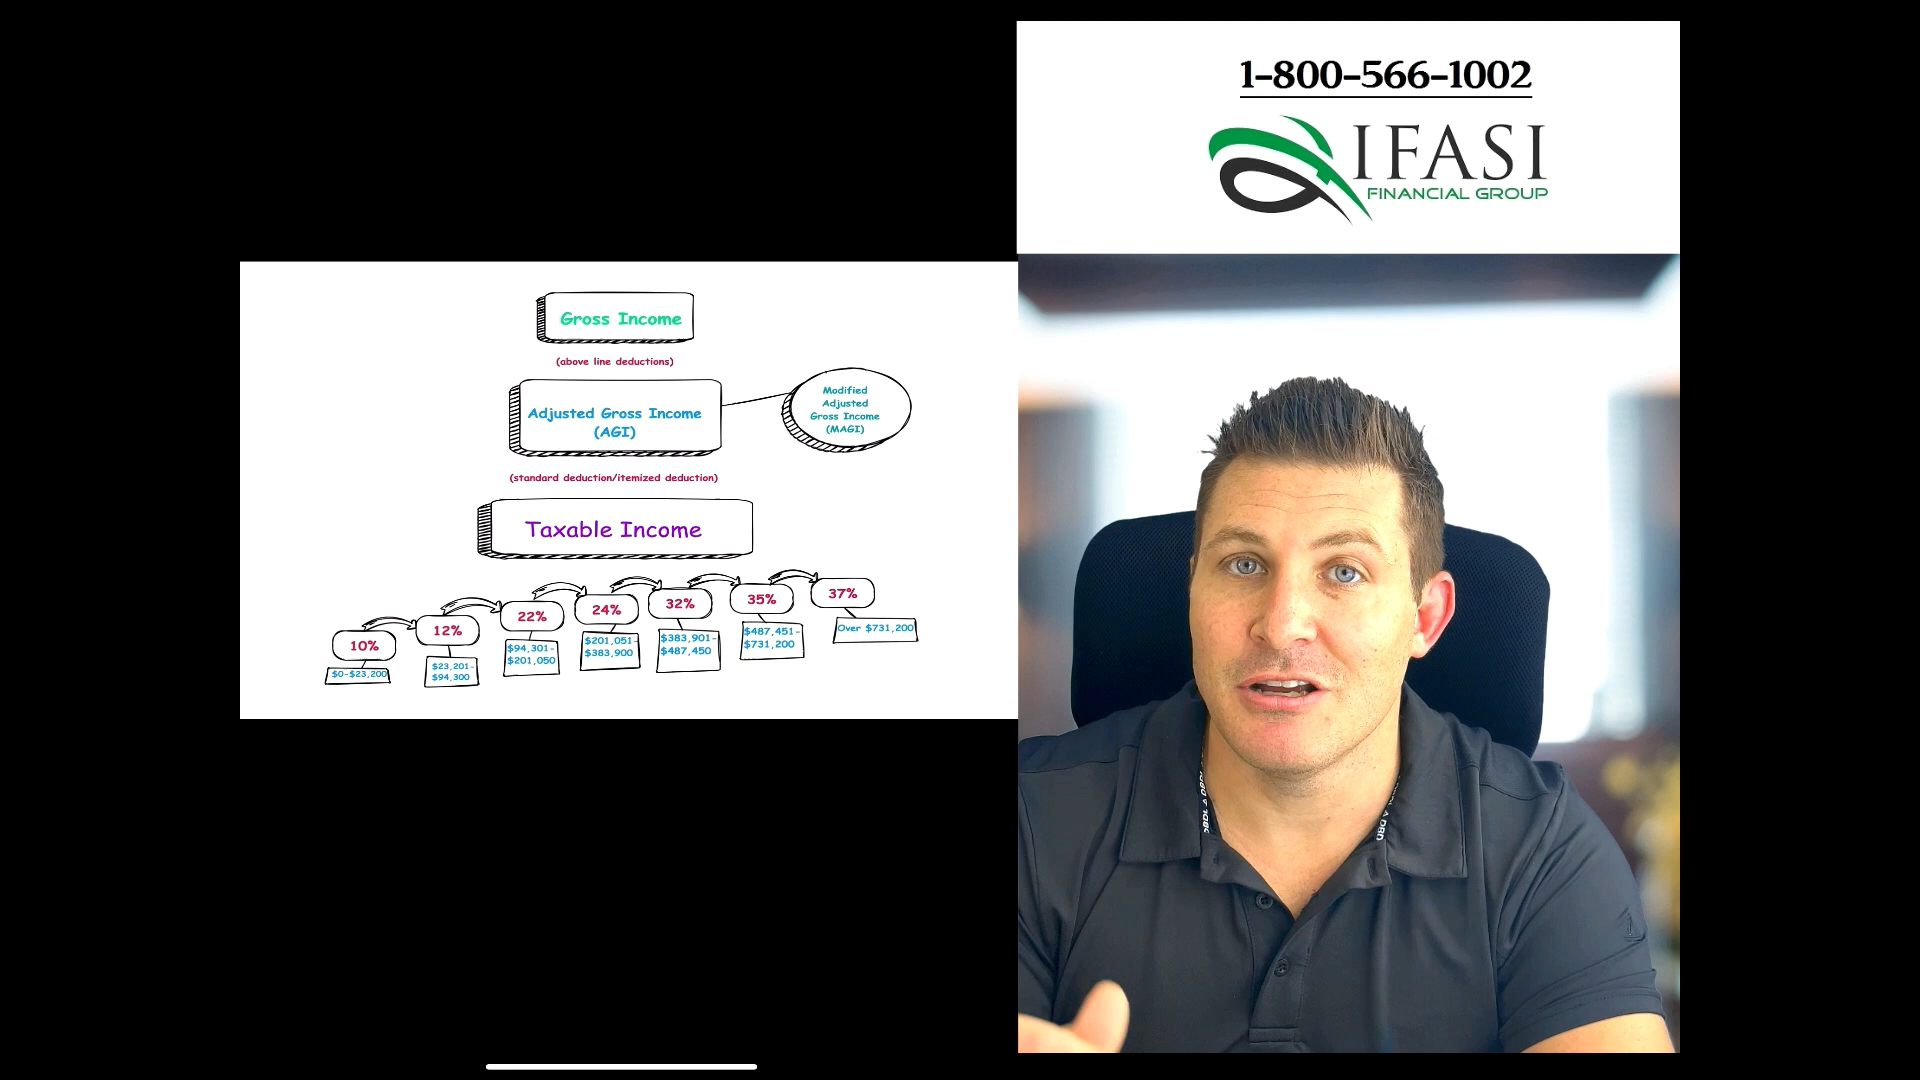 1-800-566-1002
IFASI
FINANCIAL GROUP
Gross Income
(above line deductions)
Adjusted Gross Income
(AGI)
Modified
Adjusted
Gross Income
(MAGI)
(standard deduction/itemized deduction)
Taxable Income
10%
12%
22%
24%
32%
35%
37%
$0-$23,200
$23,201-
$94,300
$94,301-
$201,050
$201,051-
$383,900
$383,901-
$487,450
$487,451-
$731,200
Over $731,200